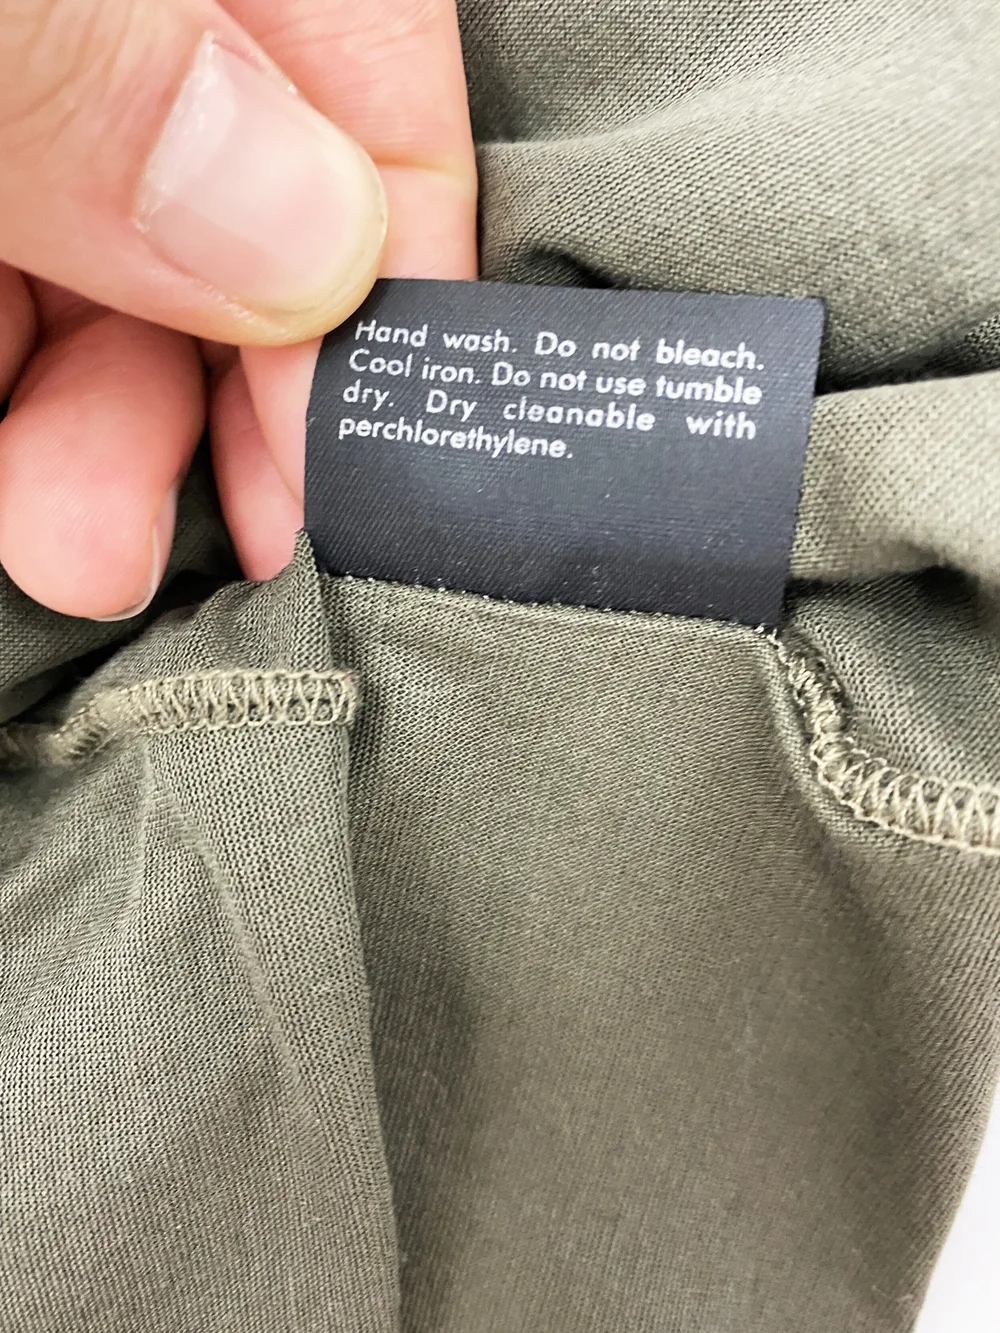 Hand wash. Do not bleach.
Cool iron. Do not use tumble
dry. Dry cleanable with
perchlorethylene.